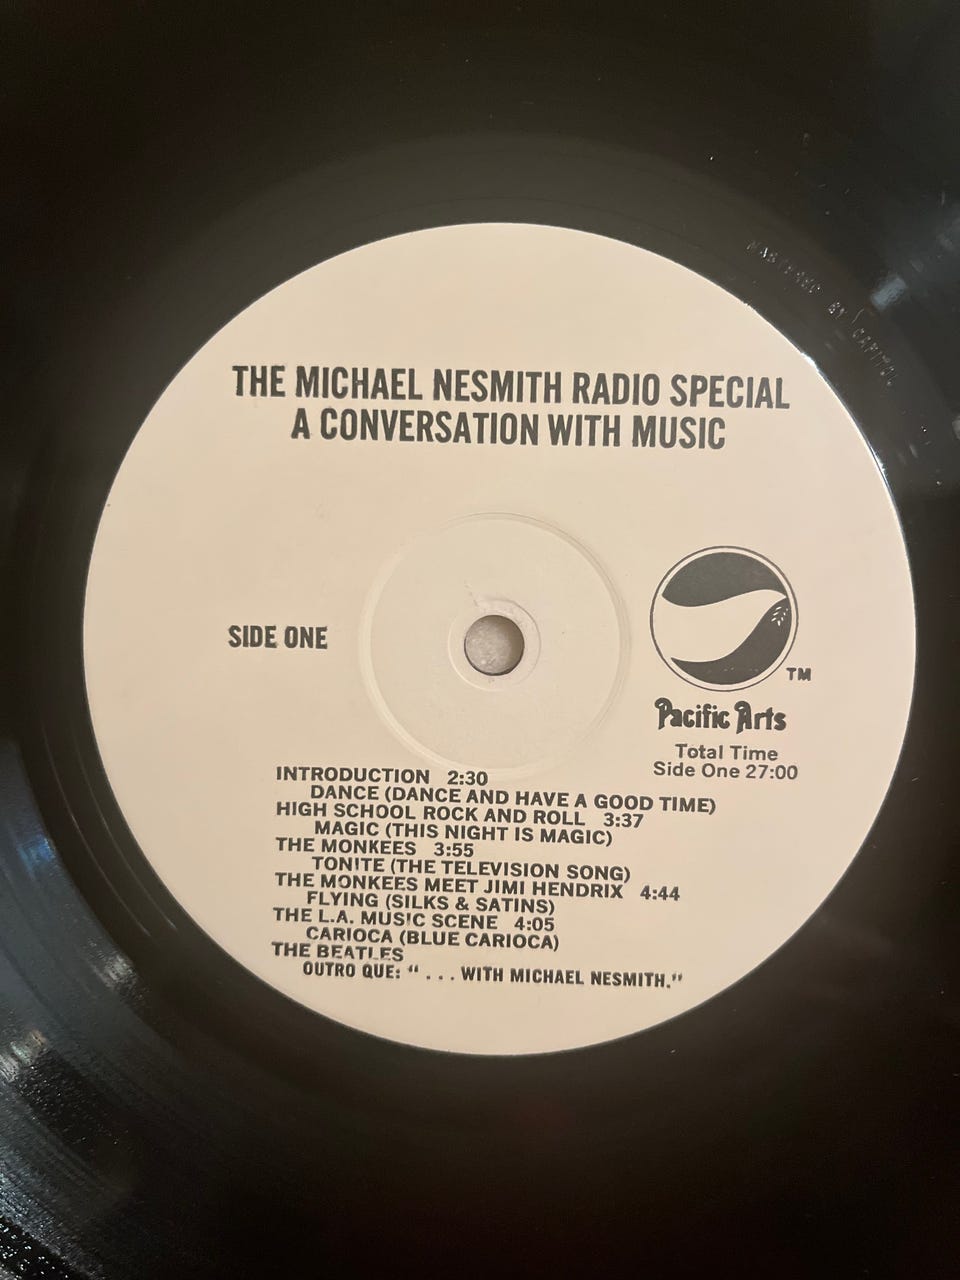 MASTERED BY CAPITOL
THE MICHAEL NESMITH RADIO SPECIAL
A CONVERSATION WITH MUSIC
SIDE ONE
TM
Pacific Arts
Total Time
Side One 27:00
INTRODUCTION 2:30
DANCE (DANCE AND HAVE A GOOD TIME)
HIGH SCHOOL ROCK AND ROLL 3:37
MAGIC (THIS NIGHT IS MAGIC)
THE MONKEES 3:55
TONITE (THE TELEVISION SONG)
THE MONKEES MEET JIMI HENDRIX 4:44
FLYING (SILKS & SATINS)
THE L.A. MUSIC SCENE 4:05
CARIOCA (BLUE CARIOCA)
THE BEATLES
OUTRO QUE: “ . . . WITH MICHAEL NESMITH.”